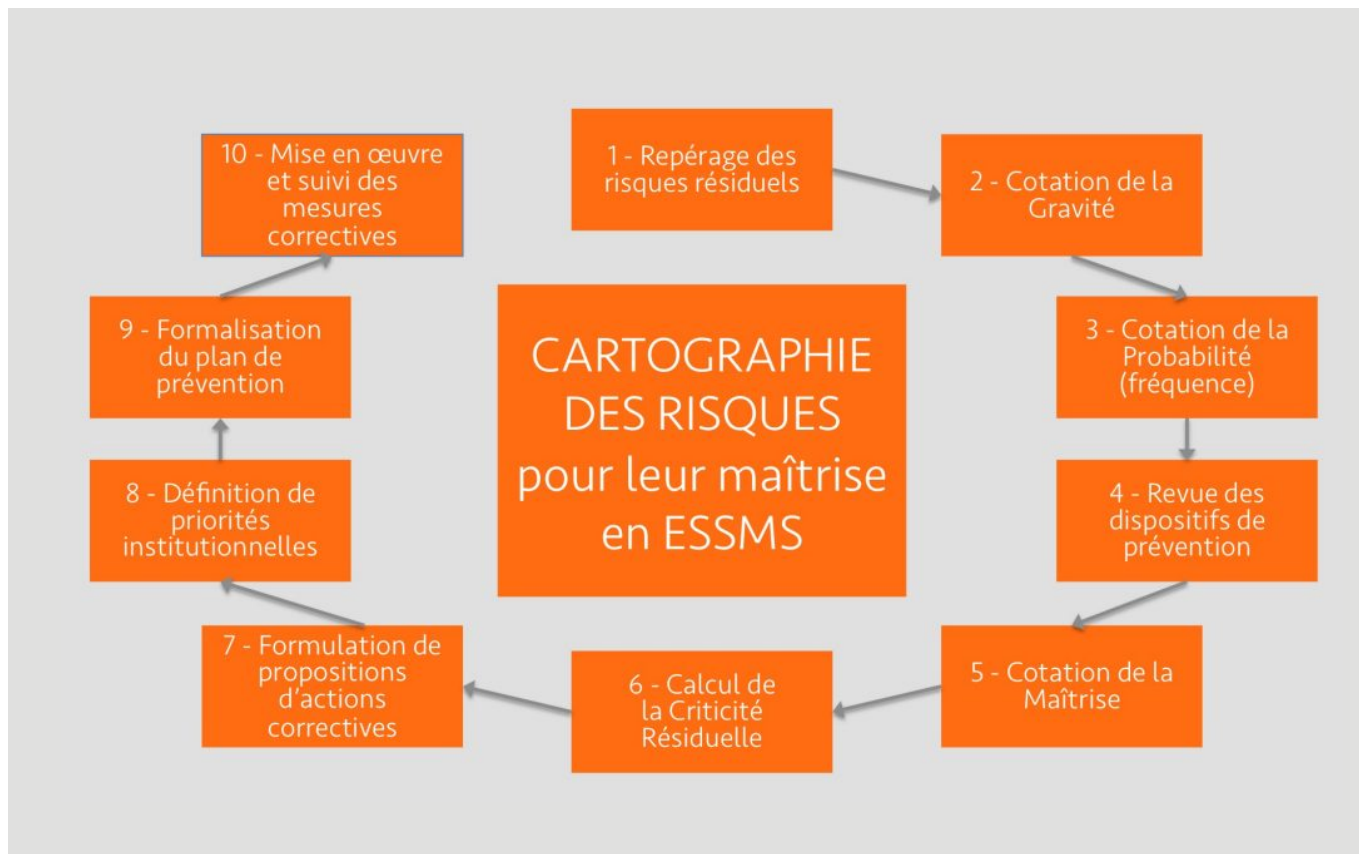 1 - Repérage des
risques résiduels
2 - Cotation de la
Gravité
3 - Cotation de la
Probabilité
(fréquence)
4 - Revue des
dispositifs de
prévention
5 - Cotation de la
Maîtrise
6 - Calcul de
la Criticité
Résiduelle
7 - Formulation de
propositions
d'actions
correctives
8 - Définition de
priorités
institutionnelles
9 - Formalisation
du plan de
prévention
10 - Mise en œuvre
et suivi des
mesures
correctives
CARTOGRAPHIE
DES RISQUES
pour leur maîtrise
en ESSMS